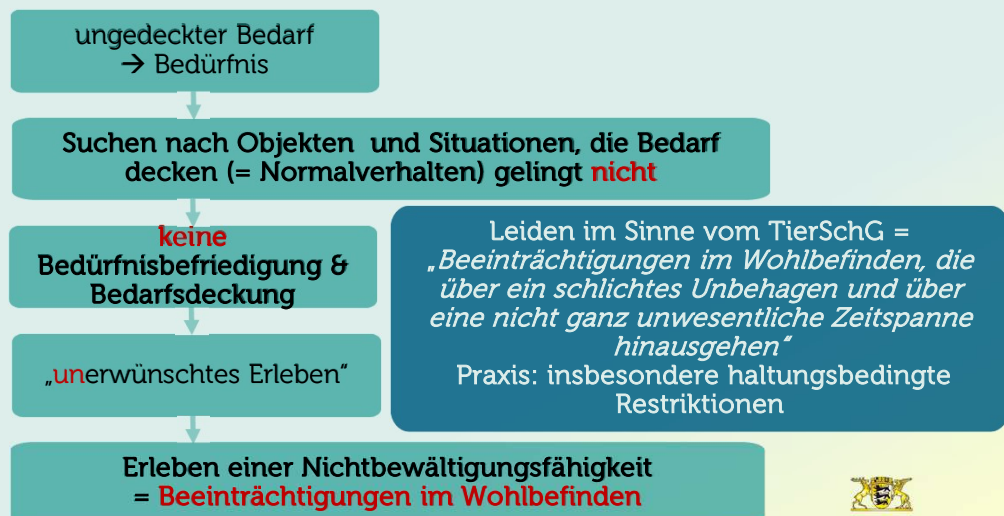 ungedeckter Bedarf
→ Bedürfnis
Suchen nach Objekten und Situationen, die Bedarf
decken (= Normalverhalten) gelingt nicht
keine
Bedürfnisbefriedigung &
Bedarfsdeckung
Leiden im Sinne vom TierSchG =
„Beeinträchtigungen im Wohlbefinden, die
über ein schlichtes Unbehagen und über
eine nicht ganz unwesentliche Zeitspanne
hinausgehen“
Praxis: insbesondere haltungsbedingte
Restriktionen
„unerwünschtes Erleben“
Erleben einer Nichtbewältigungsfähigkeit
= Beeinträchtigungen im Wohlbefinden